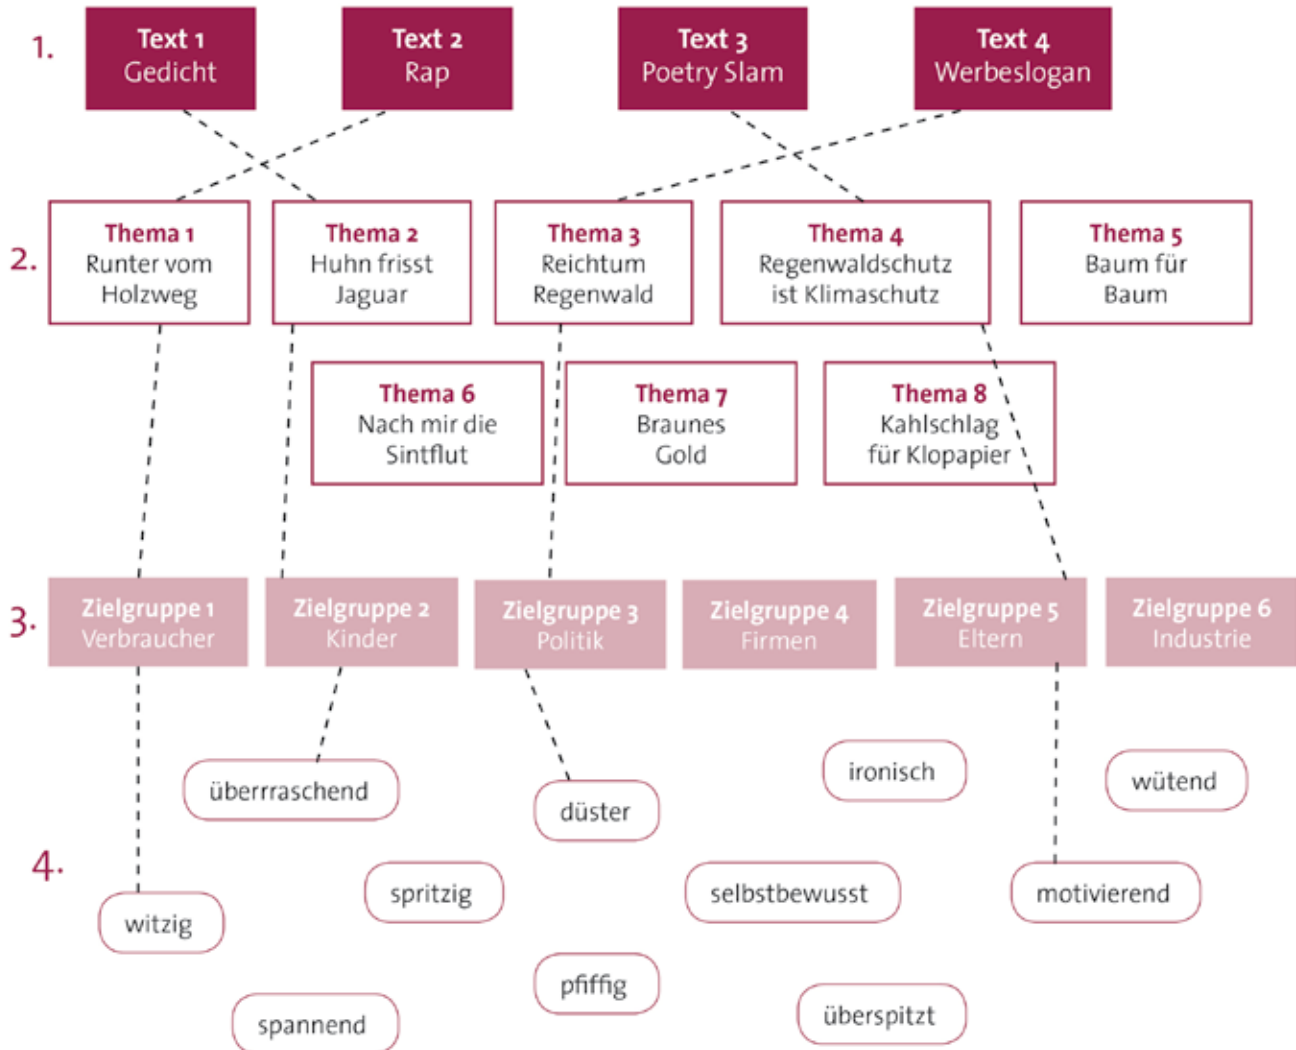 1.
Text 1
Gedicht
Text 2
Rap
Text 3
Poetry Slam
Text 4
Werbeslogan
2.
Thema 1
Runter vom
Holzweg
Thema 2
Huhn frisst
Jaguar
Thema 3
Reichtum
Regenwald
Thema 4
Regenwaldschutz
ist Klimaschutz
Thema 5
Baum für
Baum
Thema 6
Nach mir die
Sintflut
Thema 7
Braunes
Gold
Thema 8
Kahlschlag
für Klopapier
3.
Zielgruppe 1
Verbraucher
Zielgruppe 2
Kinder
Zielgruppe 3
Politik
Zielgruppe 4
Firmen
Zielgruppe 5
Eltern
Zielgruppe 6
Industrie
4.
überrraschend
düster
ironisch
wütend
witzig
spritzig
selbstbewusst
motivierend
spannend
pfiffig
überspitzt